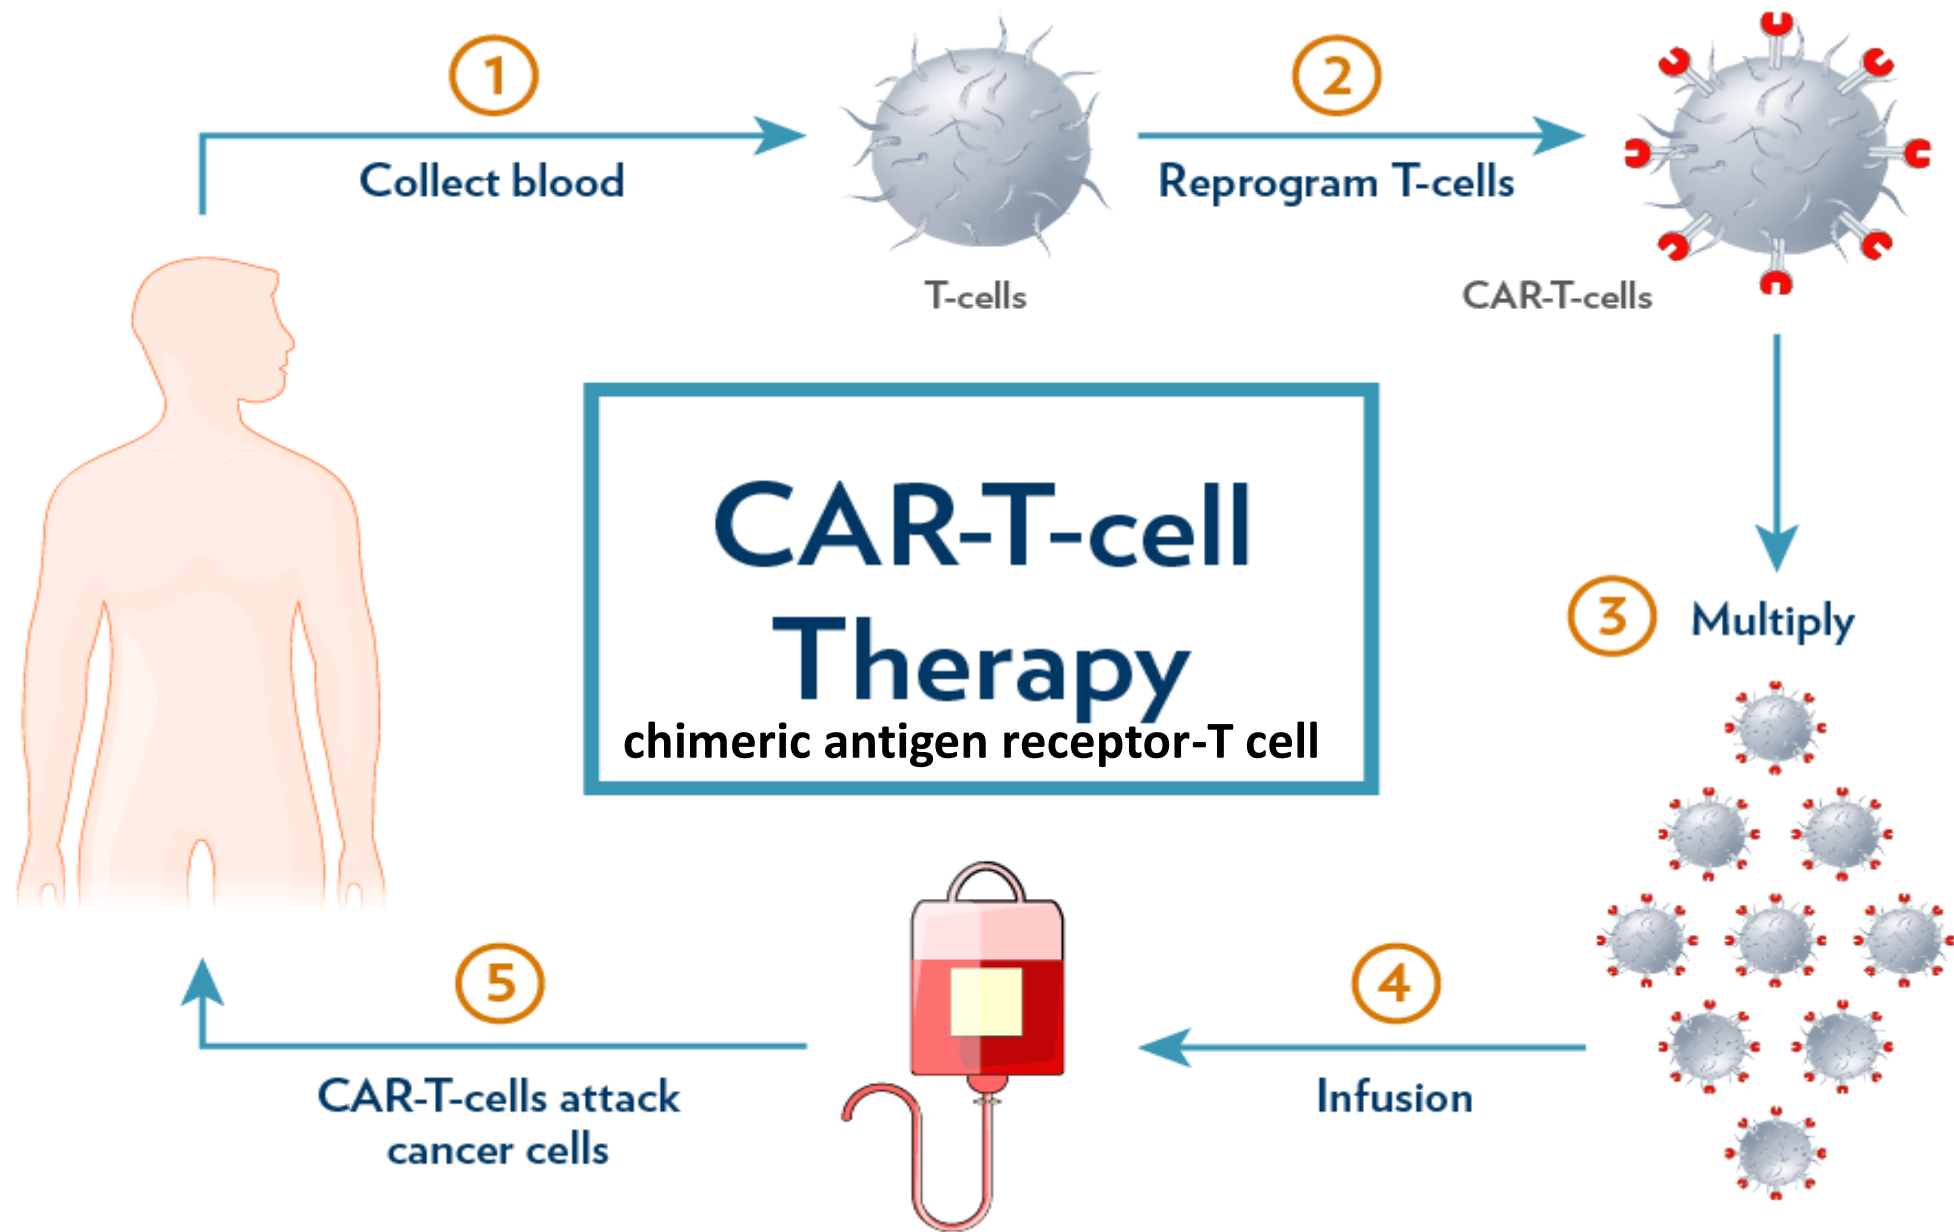 1
Collect blood
T-cells
2
Reprogram T-cells
CAR-T-cells
CAR-T-cell
Therapy
chimeric antigen receptor-T cell
3 Multiply
4
Infusion
5
CAR-T-cells attack
cancer cells